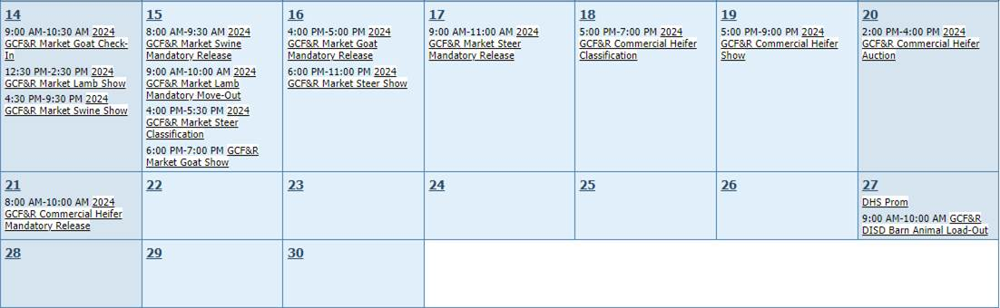 14
9:00 AM-10:30 AM 2024
GCF&R Market Goat Check-
In
12:30 PM-2:30 PM 2024
GCF&R Market Lamb Show
4:30 PM-9:30 PM 2024
GCF&R Market Swine Show
15
8:00 AM-9:30 AM 2024
GCF&R Market Swine
Mandatory Release
9:00 AM-10:00 AM 2024
GCF&R Market Lamb
Mandatory Move-Out
4:00 PM-5:30 PM 2024
GCF&R Market Steer
Classification
6:00 PM-7:00 PM GCF&R
Market Goat Show
16
4:00 PM-5:00 PM 2024
GCF&R Market Goat
Mandatory Release
6:00 PM-11:00 PM 2024
GCF&R Market Steer Show
17
9:00 AM-11:00 AM 2024
GCF&R Market Steer
Mandatory Release
18
5:00 PM-7:00 PM 2024
GCF&R Commercial Heifer
Classification
19
5:00 PM-9:00 PM 2024
GCF&R Commercial Heifer
Show
20
2:00 PM-4:00 PM 2024
GCF&R Commercial Heifer
Auction
21
8:00 AM-10:00 AM 2024
GCF&R Commercial Heifer
Mandatory Release
22
23
24
25
26
27
DHS Prom
9:00 AM-10:00 AM GCF&R
DISD Barn Animal Load-Out
28
29
30